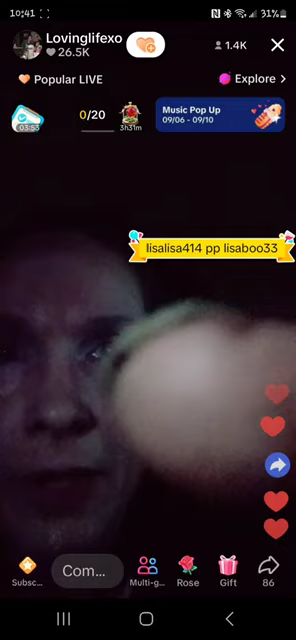 10:41
31%
Lovinglifexo
26.5K
1.4K
Popular LIVE
Explore >
03:53
0/20
3h31m
Music Pop Up
09/06 - 09/10
lisalisa414 pp lisaboo33
Subsc...
Com...
Multi-g...
Rose
Gift
86